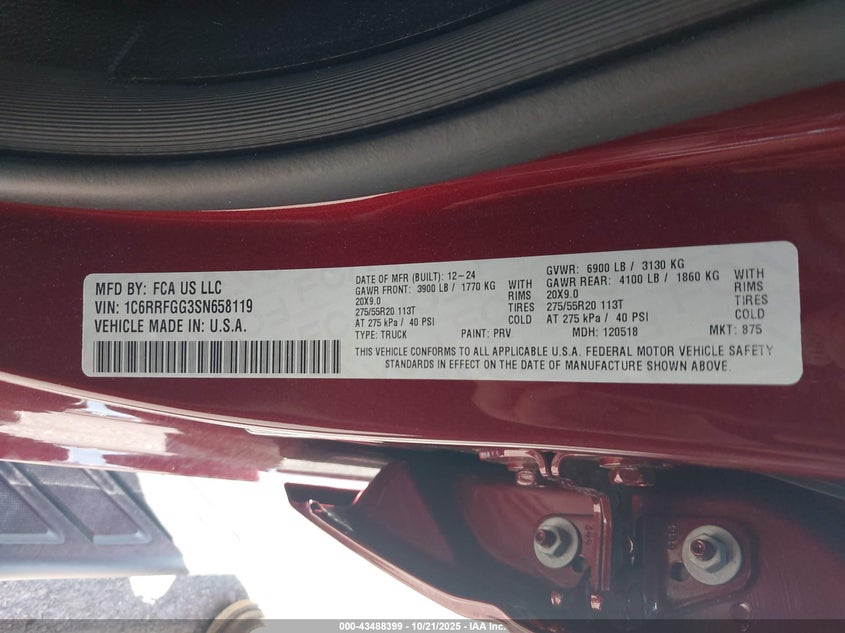 MFD BY: FCA US LLC
VIN: 1C6RRFGG3SN658119
VEHICLE MADE IN: U.S.A.
DATE OF MFR (BUILT): 12-24
GAWR FRONT: 3900 LB / 1770 KG WITH
20X9.0 RIMS
275/55R20 113T TIRES
AT 275 kPa / 40 PSI COLD
TYPE: TRUCK PAINT: PRV
GVWR: 6900 LB / 3130 KG
GAWR REAR: 4100 LB / 1860 KG WITH
20X9.0 RIMS
275/55R20 113T TIRES
AT 275 kPa / 40 PSI COLD
MDH: 120518 MKT: 875
THIS VEHICLE CONFORMS TO ALL APPLICABLE U.S.A. FEDERAL MOTOR VEHICLE SAFETY
STANDARDS IN EFFECT ON THE DATE OF MANUFACTURE SHOWN ABOVE.
000-43488399 - 10/21/2025 - IAA Inc.